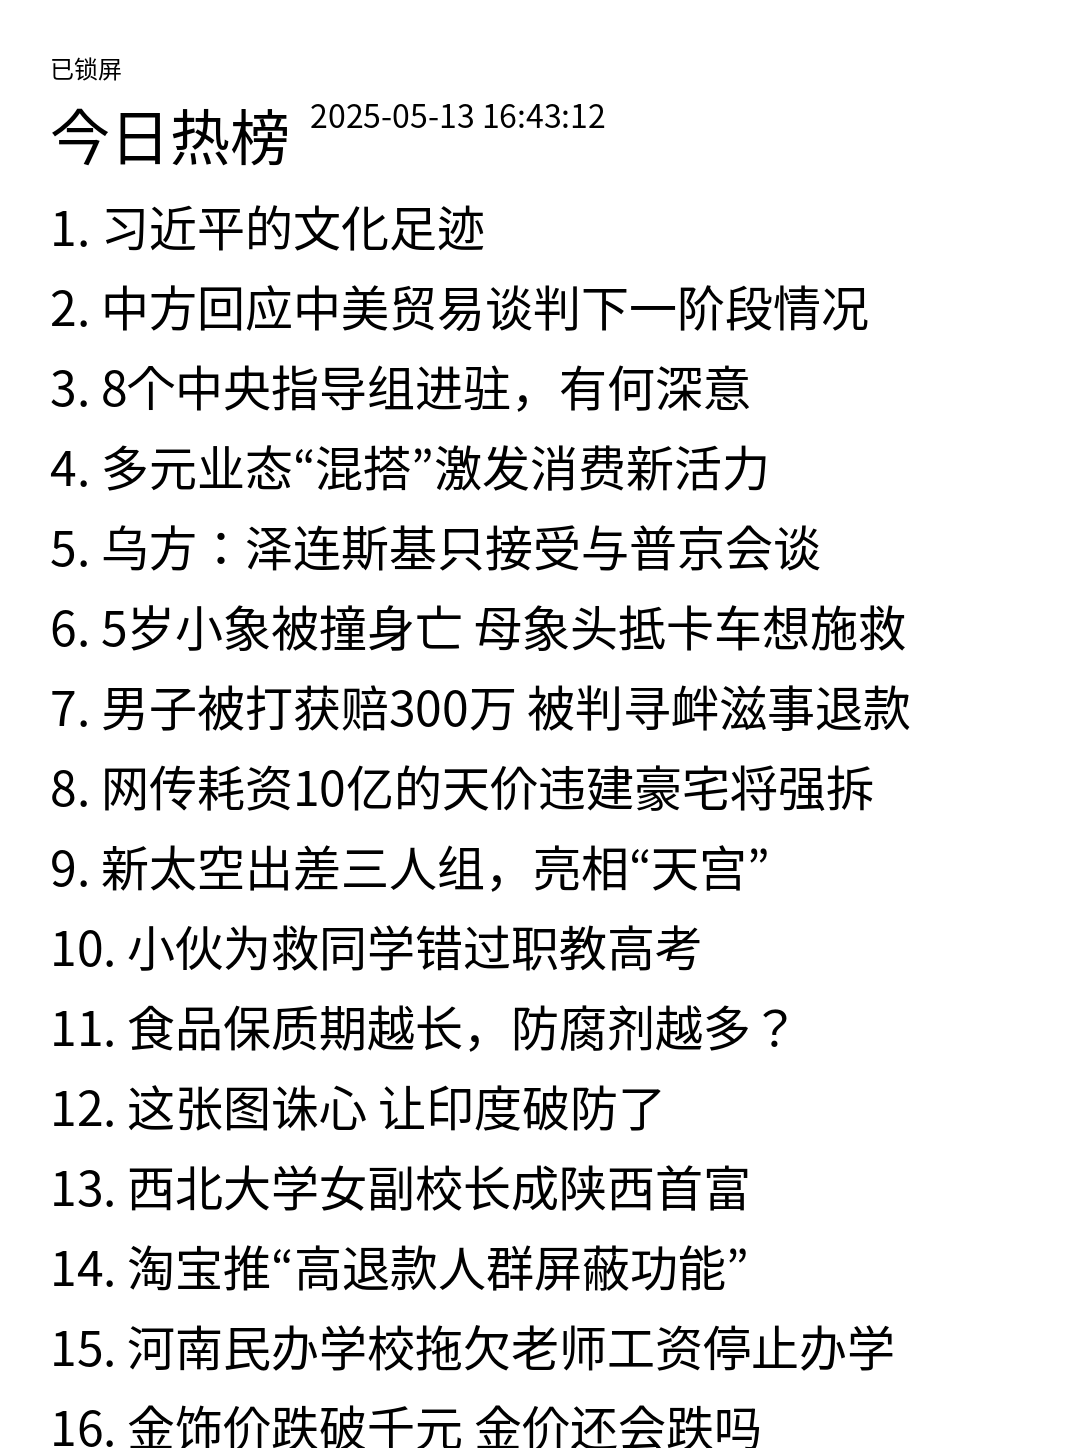 已锁屏
今日热榜 2025-05-13 16:43:12
1. 习近平的文化足迹
2. 中方回应中美贸易谈判下一阶段情况
3. 8个中央指导组进驻，有何深意
4. 多元业态“混搭”激发消费新活力
5. 乌方：泽连斯基只接受与普京会谈
6. 5岁小象被撞身亡 母象头抵卡车想施救
7. 男子被打获赔300万 被判寻衅滋事退款
8. 网传耗资10亿的天价违建豪宅将强拆
9. 新太空出差三人组，亮相“天宫”
10. 小伙为救同学错过职教高考
11. 食品保质期越长，防腐剂越多？
12. 这张图诛心 让印度破防了
13. 西北大学女副校长成陕西首富
14. 淘宝推“高退款人群屏蔽功能”
15. 河南民办学校拖欠老师工资停止办学
16. 金饰价跌破千元 金价还会跌吗